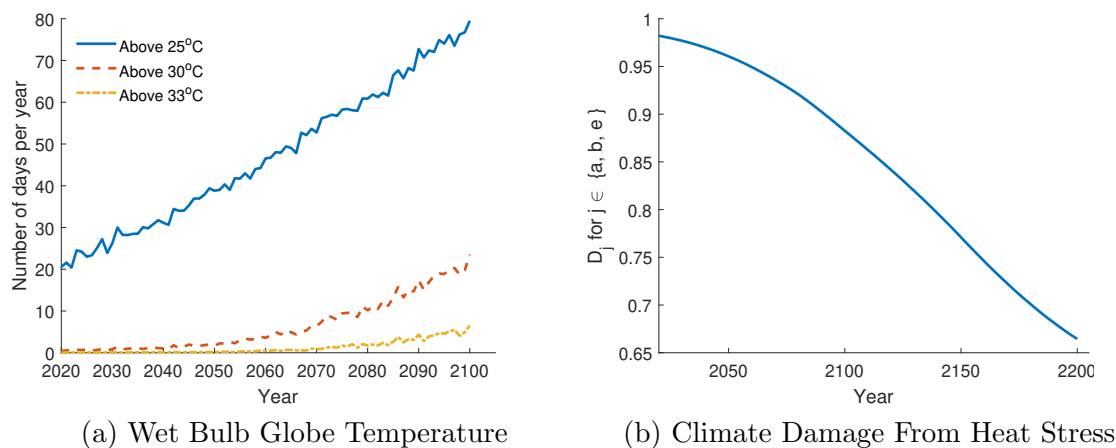 80
70
60
50
40
30
20
10
0
Number of days per year
Above 25°C
Above 30°C
Above 33°C
2020 2030 2040 2050 2060 2070 2080 2090 2100
Year
(a) Wet Bulb Globe Temperature
1
0.95
0.9
0.85
0.8
0.75
0.7
0.65
D_j for j ∈ {a, b, e}
2050 2100 2150 2200
Year
(b) Climate Damage From Heat Stress